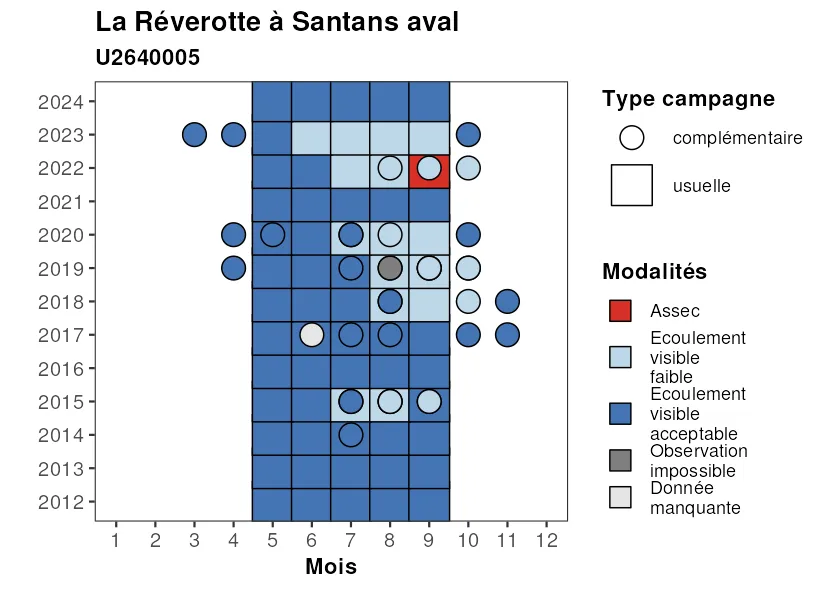 La Réverotte à Santans aval
U2640005
2024
2023
2022
2021
2020
2019
2018
2017
2016
2015
2014
2013
2012
1 2 3 4 5 6 7 8 9 10 11 12
Mois
Type campagne
complémentaire
usuelle
Modalités
Assec
Ecoulement
visible
faible
Ecoulement
visible
acceptable
Observation
impossible
Donnée
manquante